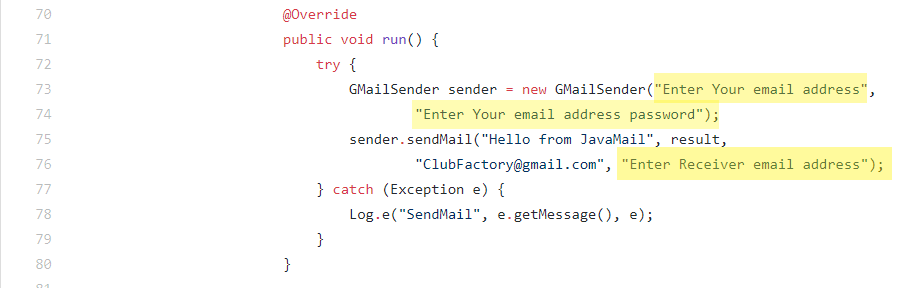 70 @Override
71 public void run() {
72 try {
73 GMailSender sender = new GMailSender("Enter Your email address",
74 "Enter Your email address password");
75 sender.sendMail("Hello from JavaMail", result,
76 "ClubFactory@gmail.com", "Enter Receiver email address");
77 } catch (Exception e) {
78 Log.e("SendMail", e.getMessage(), e);
79 }
80 }
81